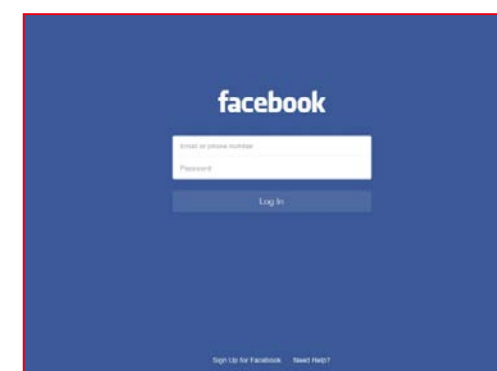 facebook
Email or phone number
Password
Log In
Sign Up for Facebook Need Help?